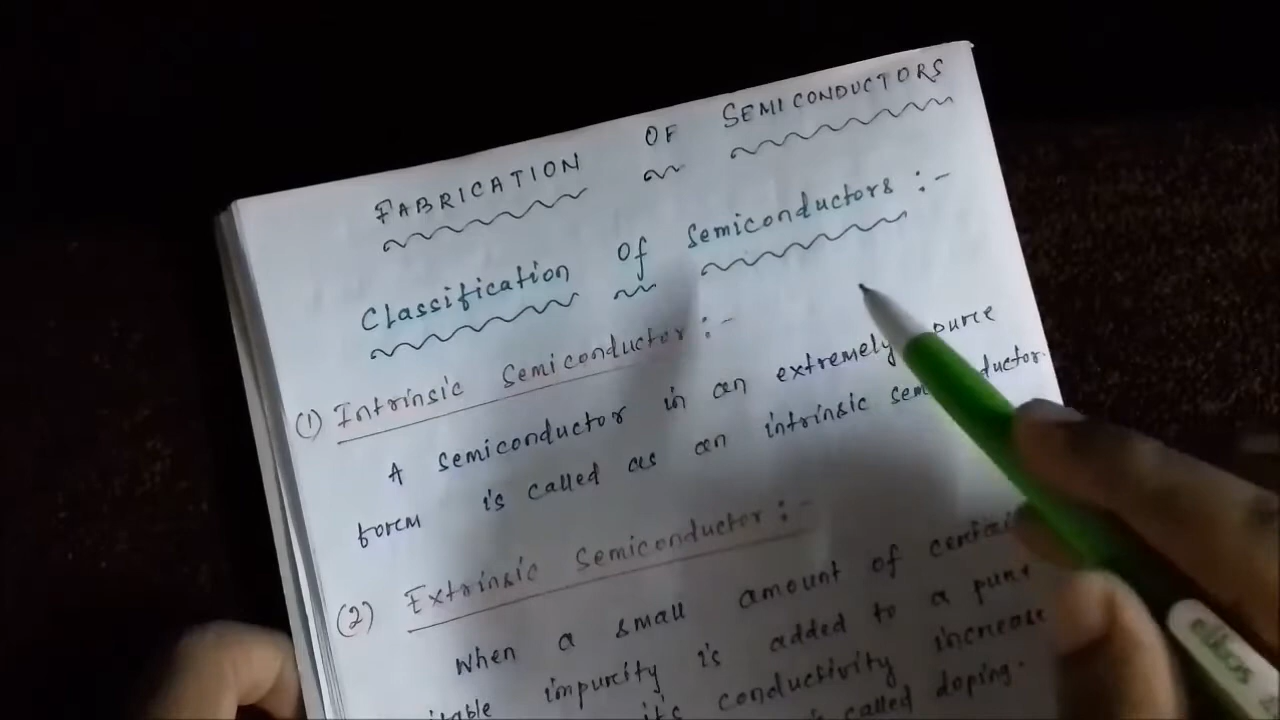 FABRICATION OF SEMICONDUCTORS
Classification Of Semiconductors :-
(1) Intrinsic Semiconductor :-
A semiconductor in an extremely
form is called as an intrinsic
(2) Extrinsic Semiconductor :-
When a small amount of
impurity is added to a pure
its conductivity increase
called doping.